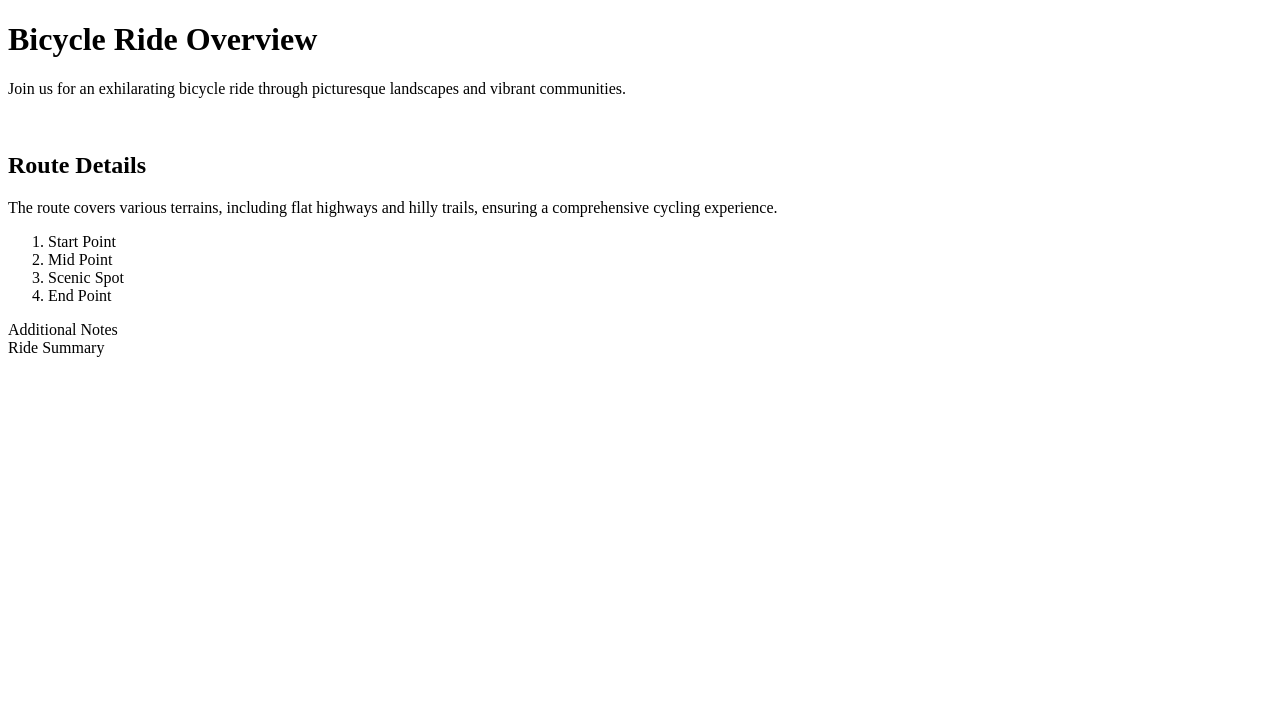 Bicycle Ride Overview
Join us for an exhilarating bicycle ride through picturesque landscapes and vibrant communities.
Route Details
The route covers various terrains, including flat highways and hilly trails, ensuring a comprehensive cycling experience.
1. Start Point
2. Mid Point
3. Scenic Spot
4. End Point
Additional Notes
Ride Summary